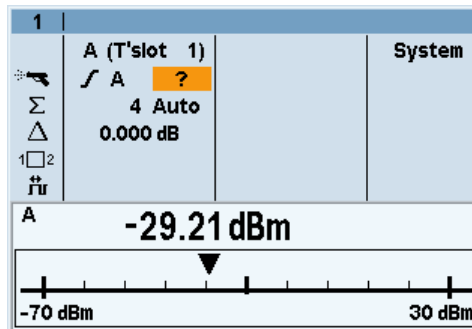 1
A (T'slot 1) System
A ?
Σ 4 Auto
Δ 0.000 dB
1 2
A
-29.21 dBm
-70 dBm 30 dBm